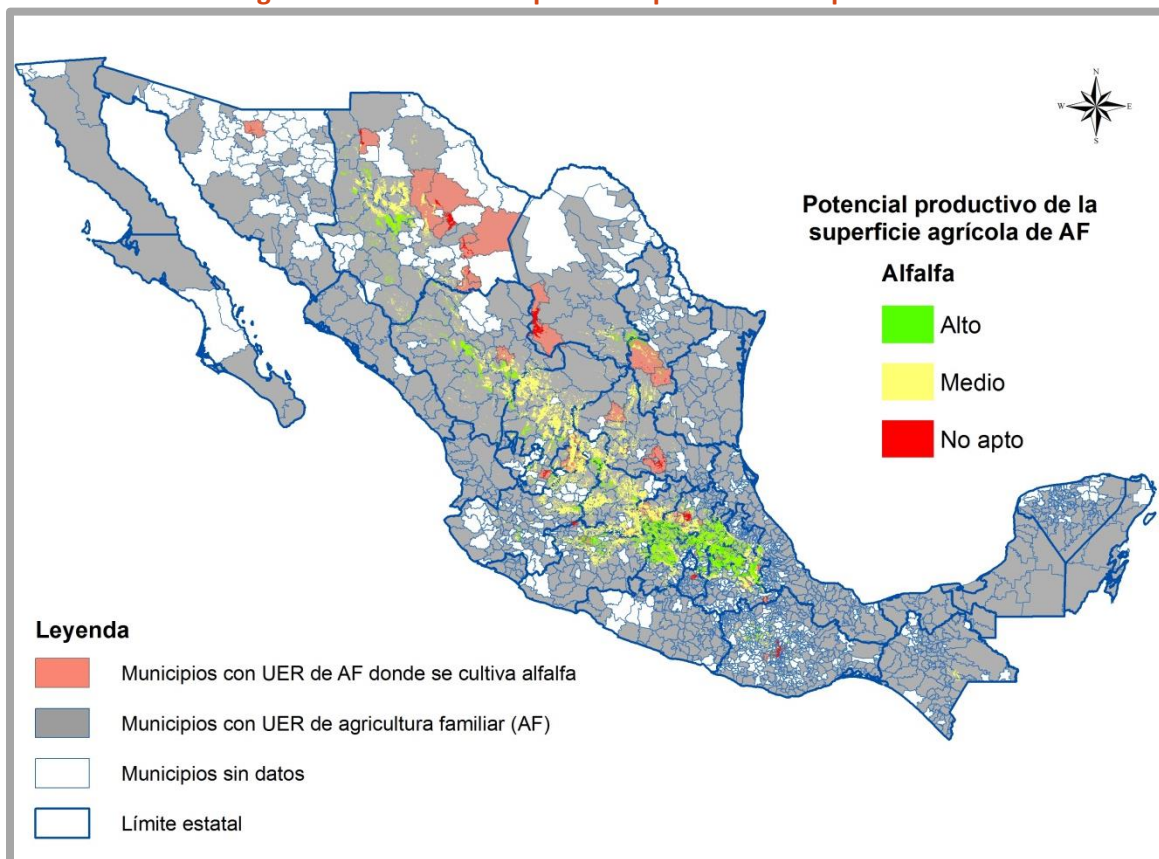 N
W
E
S
Potencial productivo de la
superficie agrícola de AF
Alfalfa
Alto
Medio
No apto
Leyenda
Municipios con UER de AF donde se cultiva alfalfa
Municipios con UER de agricultura familiar (AF)
Municipios sin datos
Límite estatal